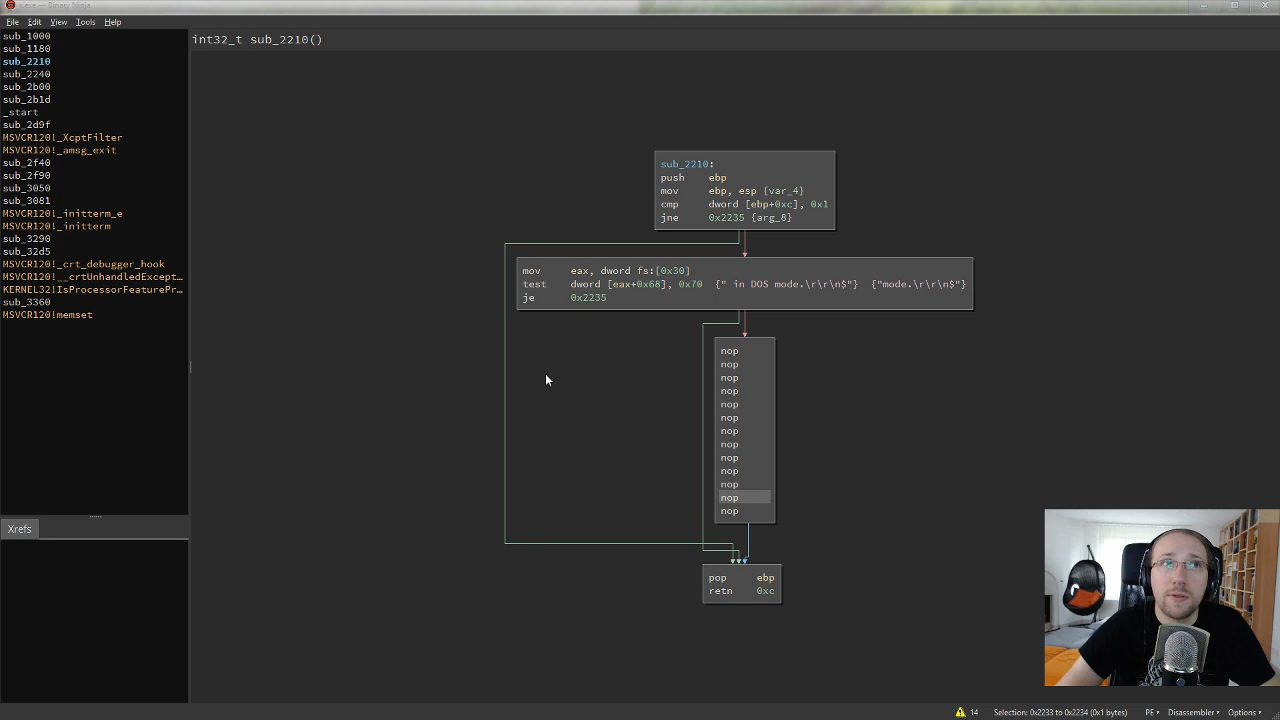 s.exe — Binary Ninja
File Edit View Tools Help
sub_1000
sub_1180
sub_2210
sub_2240
sub_2b00
sub_2b1d
_start
sub_2d9f
MSVCR120!_XcptFilter
MSVCR120!_amsg_exit
sub_2f40
sub_2f90
sub_3050
sub_3081
MSVCR120!_initterm_e
MSVCR120!_initterm
sub_3290
sub_32d5
MSVCR120!_crt_debugger_hook
MSVCR120!__crtUnhandledExcept…
KERNEL32!IsProcessorFeaturePr…
sub_3360
MSVCR120!memset
Xrefs
int32_t sub_2210()
sub_2210:
push ebp
mov ebp, esp {var_4}
cmp dword [ebp+0xc], 0x1
jne 0x2235 {arg_8}
mov eax, dword fs:[0x30]
test dword [eax+0x68], 0x70 {" in DOS mode.\r\r\n$"} {"mode.\r\r\n$"}
je 0x2235
nop
nop
nop
nop
nop
nop
nop
nop
nop
nop
nop
nop
nop
pop ebp
retn 0xc
14 Selection: 0x2233 to 0x2234 (0x1 bytes) PE Disassembler Options